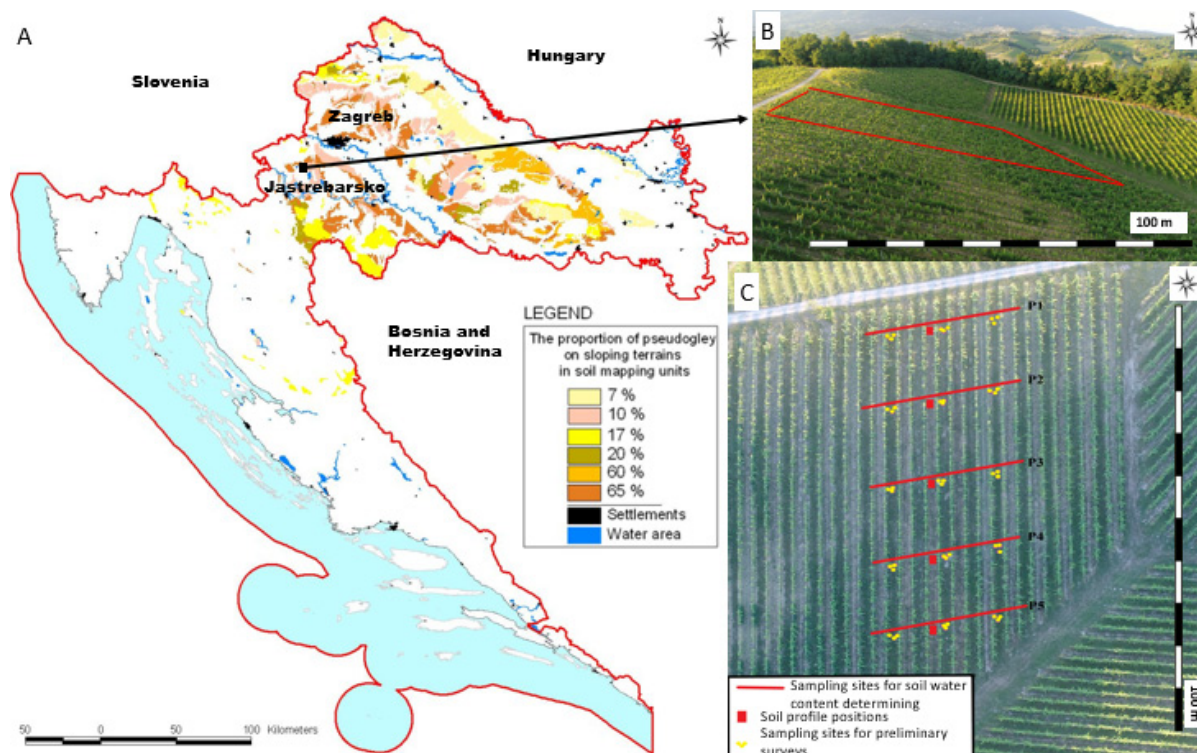 A
Slovenia
Hungary
Zagreb
Jastrebarsko
Bosnia and
Herzegovina
LEGEND
The proportion of pseudogley
on sloping terrains
in soil mapping units
7 %
10 %
17 %
20 %
60 %
65 %
Settlements
Water area
50 0 50 100 Kilometers
B
100 m
C
P1
P2
P3
P4
P5
100 m
Sampling sites for soil water
content determining
Soil profile positions
Sampling sites for preliminary
surveys